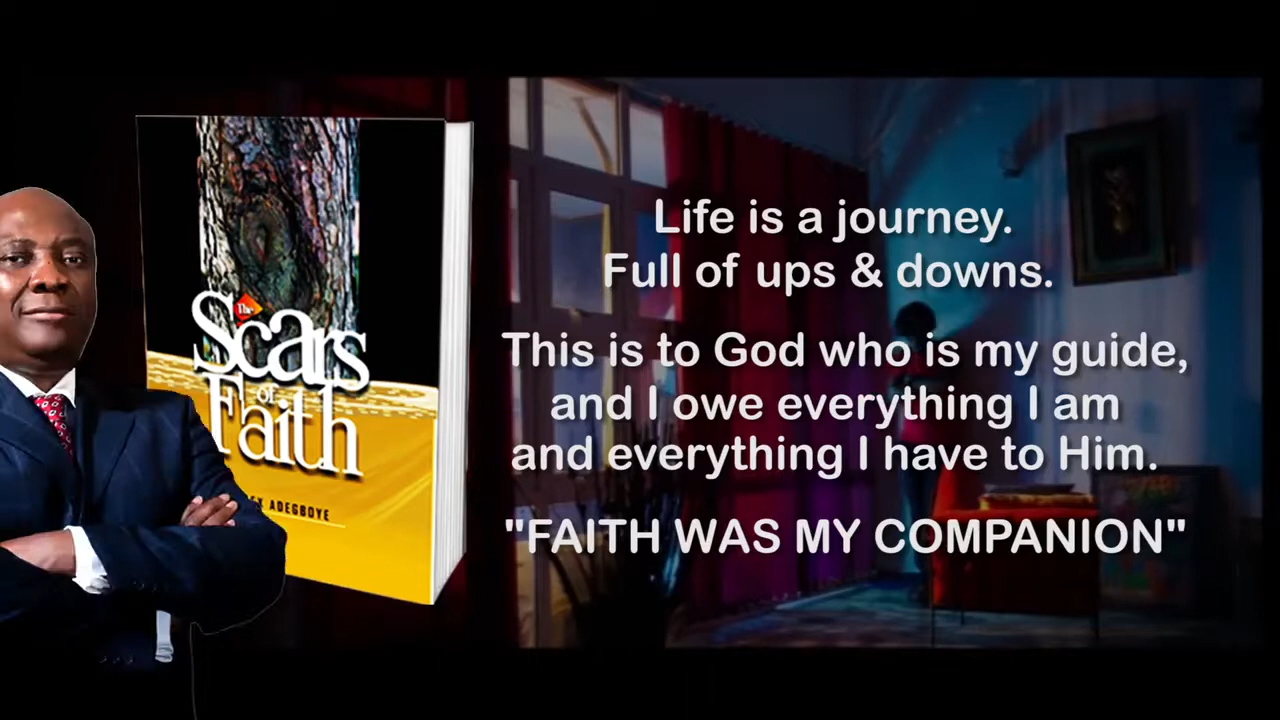 The
Scars
of
Faith
ADEGBOYE
Life is a journey.
Full of ups & downs.
This is to God who is my guide,
and I owe everything I am
and everything I have to Him.
"FAITH WAS MY COMPANION"